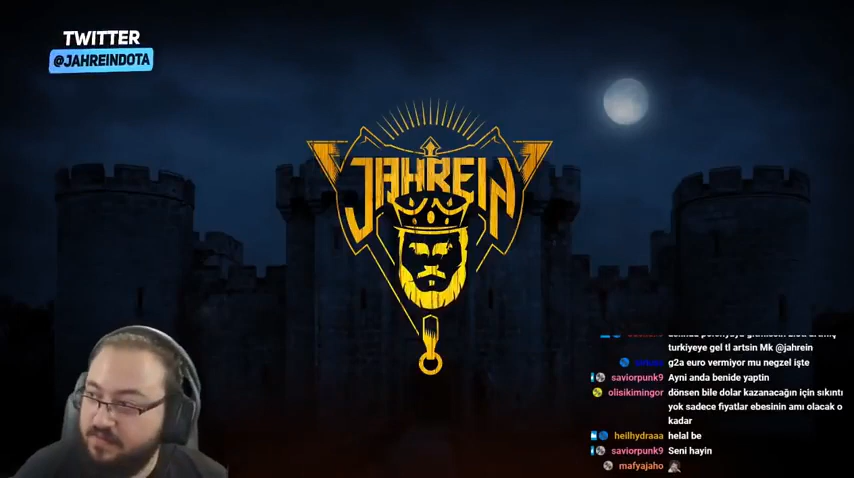 TWITTER
@JAHREINDOTA
JAHREIN
turkiyeye gel tl artsin Mk @jahrein
g2a euro vermiyor mu negzel işte
saviorpunk9 Ayni anda benide yaptin
olisikimingor dönsen bile dolar kazanacağın için sıkıntı
yok sadece fiyatlar ebesinin amı olacak o
kadar
heilhydraaa helal be
saviorpunk9 Seni hayin
mafyajaho